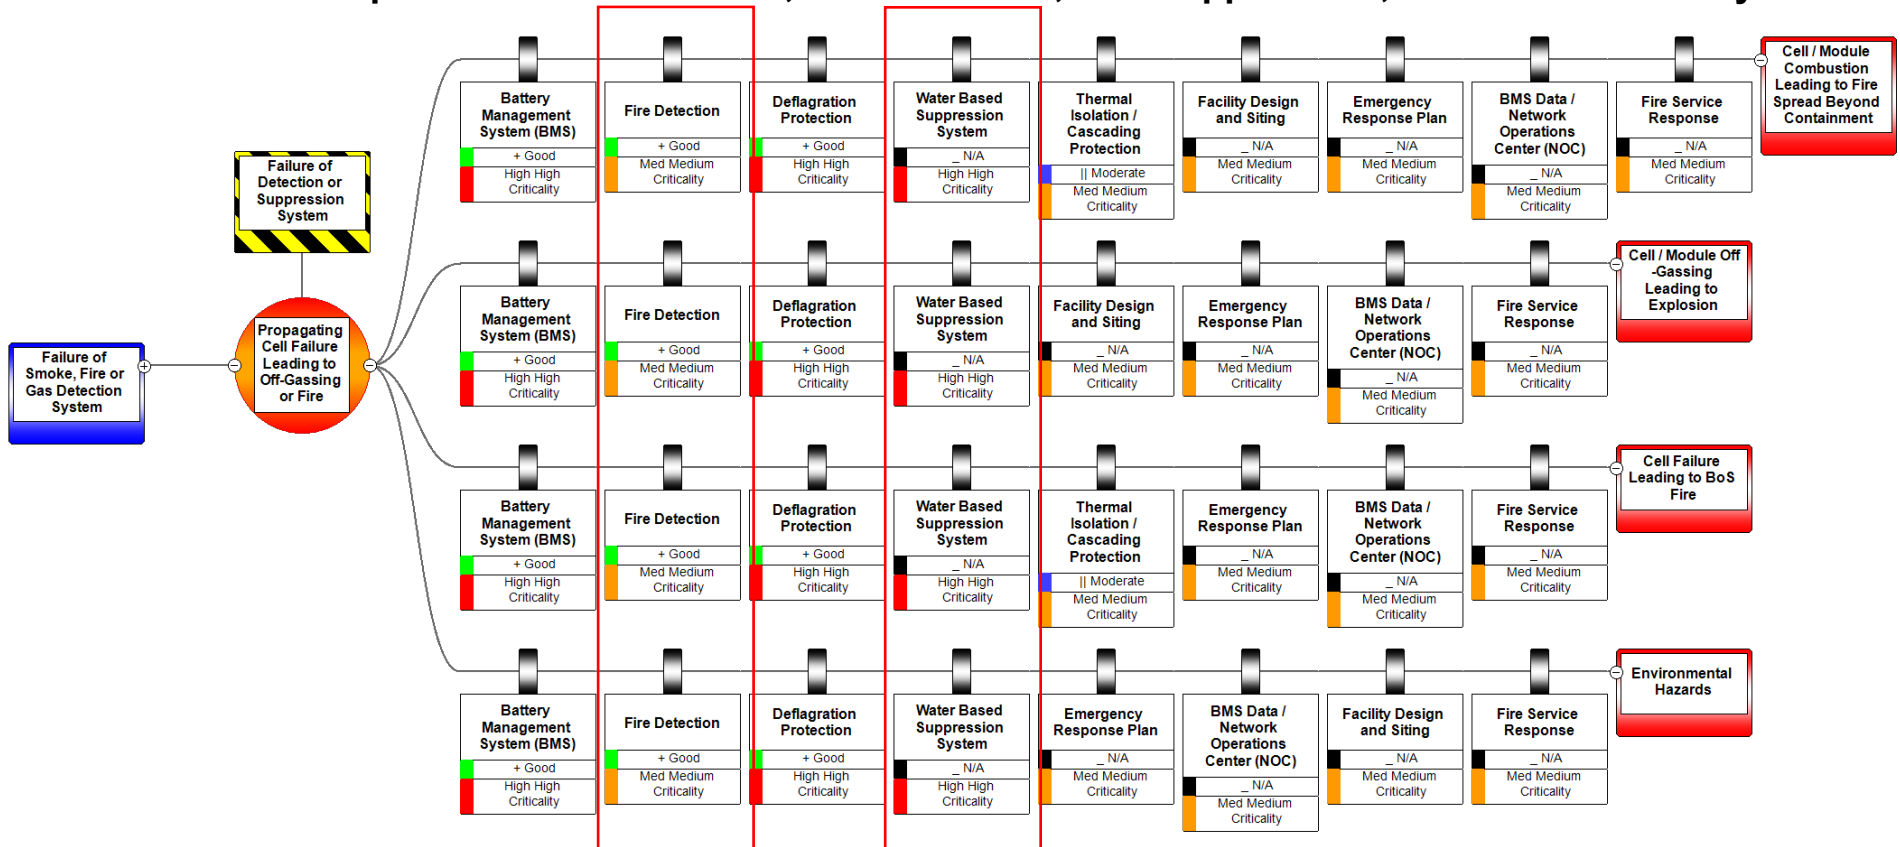 Battery
Management
System (BMS)
+ Good
High High
Criticality
Fire Detection
+ Good
Med Medium
Criticality
Deflagration
Protection
+ Good
High High
Criticality
Water Based
Suppression
System
_ N/A
High High
Criticality
Thermal
Isolation /
Cascading
Protection
|| Moderate
Med Medium
Criticality
Facility Design
and Siting
_ N/A
Med Medium
Criticality
Emergency
Response Plan
_ N/A
Med Medium
Criticality
BMS Data /
Network
Operations
Center (NOC)
_ N/A
Med Medium
Criticality
Fire Service
Response
_ N/A
Med Medium
Criticality
Cell / Module
Combustion
Leading to Fire
Spread Beyond
Containment
Failure of
Detection or
Suppression
System
Failure of
Smoke, Fire or
Gas Detection
System
Propagating
Cell Failure
Leading to
Off-Gassing
or Fire
Battery
Management
System (BMS)
+ Good
High High
Criticality
Fire Detection
+ Good
Med Medium
Criticality
Deflagration
Protection
+ Good
High High
Criticality
Water Based
Suppression
System
_ N/A
High High
Criticality
Facility Design
and Siting
_ N/A
Med Medium
Criticality
Emergency
Response Plan
_ N/A
Med Medium
Criticality
BMS Data /
Network
Operations
Center (NOC)
_ N/A
Med Medium
Criticality
Fire Service
Response
_ N/A
Med Medium
Criticality
Cell / Module Off
-Gassing
Leading to
Explosion
Battery
Management
System (BMS)
+ Good
High High
Criticality
Fire Detection
+ Good
Med Medium
Criticality
Deflagration
Protection
+ Good
High High
Criticality
Water Based
Suppression
System
_ N/A
High High
Criticality
Thermal
Isolation /
Cascading
Protection
|| Moderate
Med Medium
Criticality
Emergency
Response Plan
_ N/A
Med Medium
Criticality
BMS Data /
Network
Operations
Center (NOC)
_ N/A
Med Medium
Criticality
Fire Service
Response
_ N/A
Med Medium
Criticality
Cell Failure
Leading to BoS
Fire
Battery
Management
System (BMS)
+ Good
High High
Criticality
Fire Detection
+ Good
Med Medium
Criticality
Deflagration
Protection
+ Good
High High
Criticality
Water Based
Suppression
System
_ N/A
High High
Criticality
Emergency
Response Plan
_ N/A
Med Medium
Criticality
BMS Data /
Network
Operations
Center (NOC)
_ N/A
Med Medium
Criticality
Facility Design
and Siting
_ N/A
Med Medium
Criticality
Fire Service
Response
_ N/A
Med Medium
Criticality
Environmental
Hazards